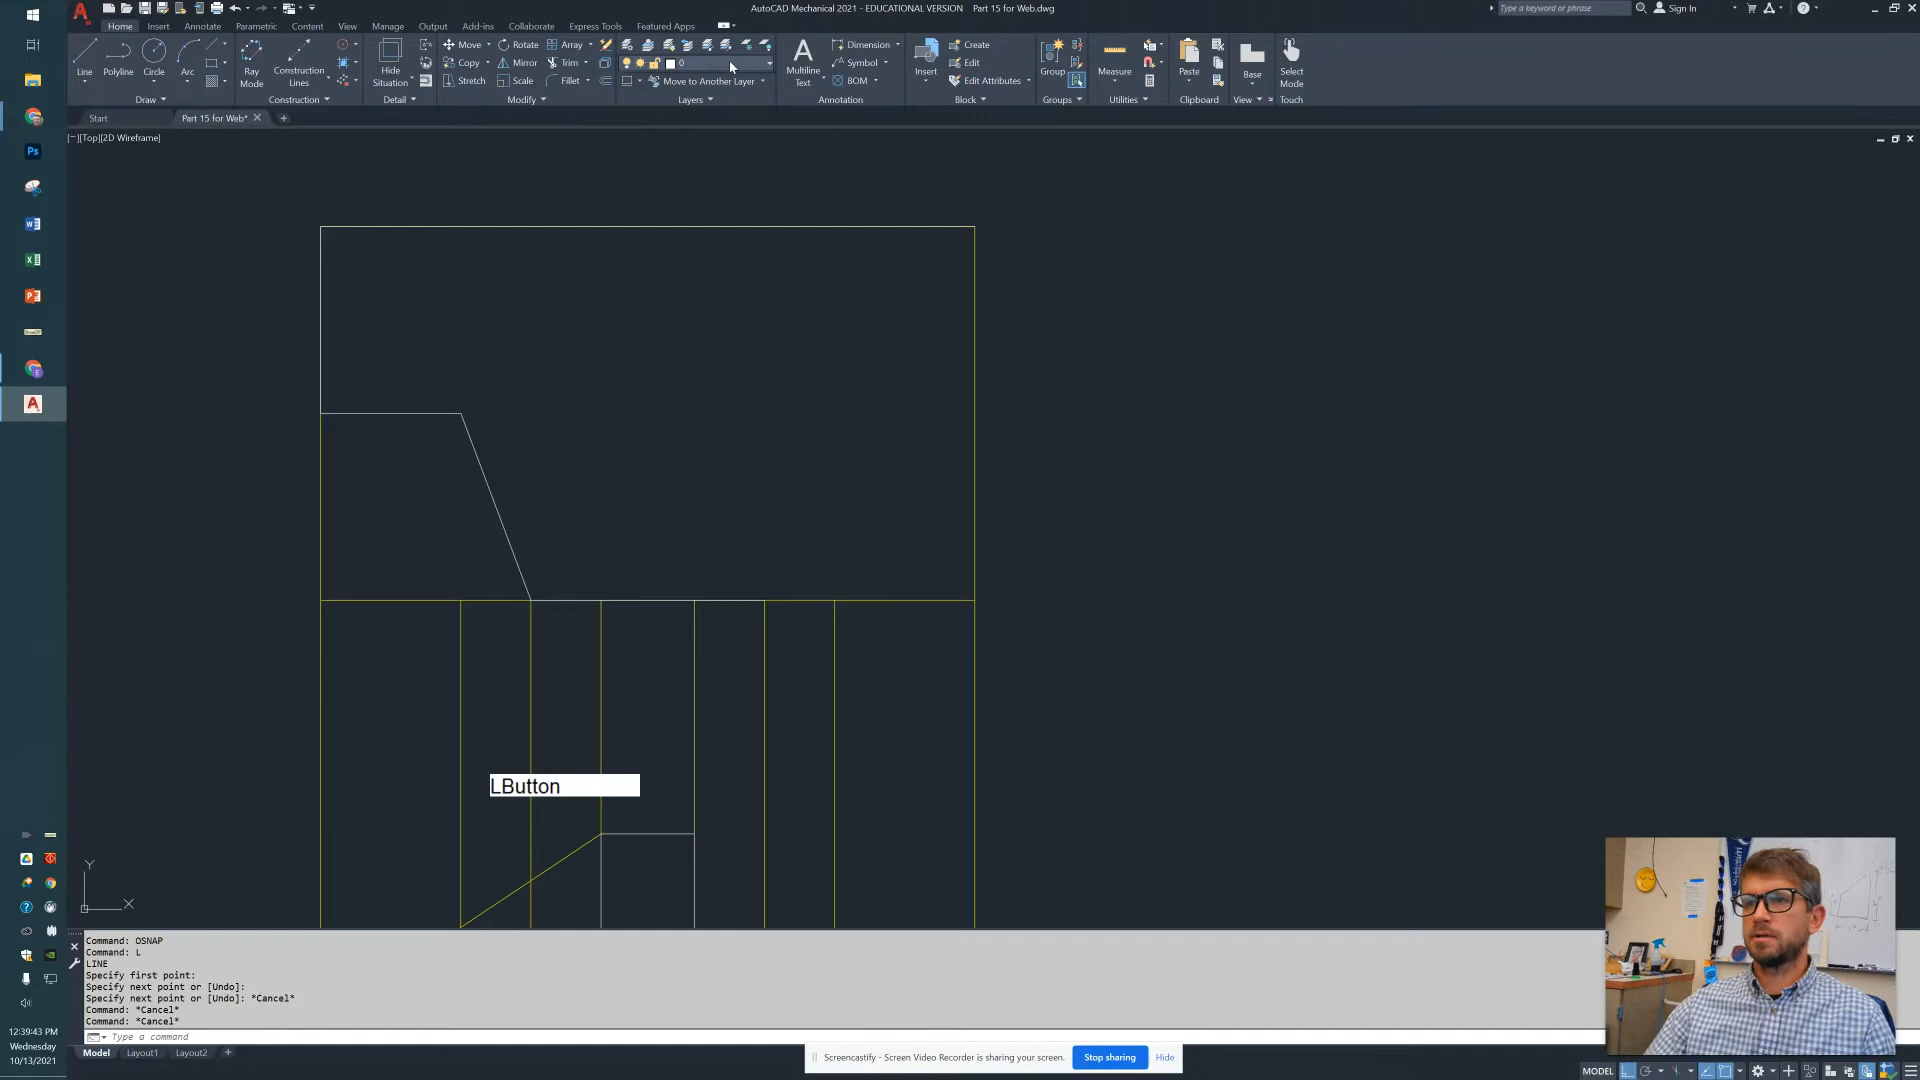 AutoCAD Mechanical 2021 - EDUCATIONAL VERSION Part 15 for Web.dwg
Type a keyword or phrase
Sign In
Home Insert Annotate Parametric View Manage Output Add-ins Collaborate Express Tools Featured Apps
Line Polyline Circle Arc
Draw
Ray Mode
Construction Lines
Construction
Hide Situation
Detail
Move Rotate Array
Copy Mirror Trim
Stretch Scale Fillet
Modify
0
Move to Another Layer
Layers
Multiline Text
Dimension
Symbol
BOM
Annotation
Insert
Create
Edit
Edit Attributes
Block
Group
Groups
Measure
Utilities
Paste
Clipboard
Base
View
Select Mode
Touch
Start Part 15 for Web*
[−][Top][2D Wireframe]
Ps
LButton
Y
X
Command: OSNAP
Command: L
LINE
Specify first point:
Specify next point or [Undo]:
Specify next point or [Undo]: *Cancel*
Command: *Cancel*
Command: *Cancel*
Type a command
Model Layout1 Layout2
Screencastify - Screen Video Recorder is sharing your screen. Stop sharing Hide
MODEL
12:39:43 PM
Wednesday
10/13/2021